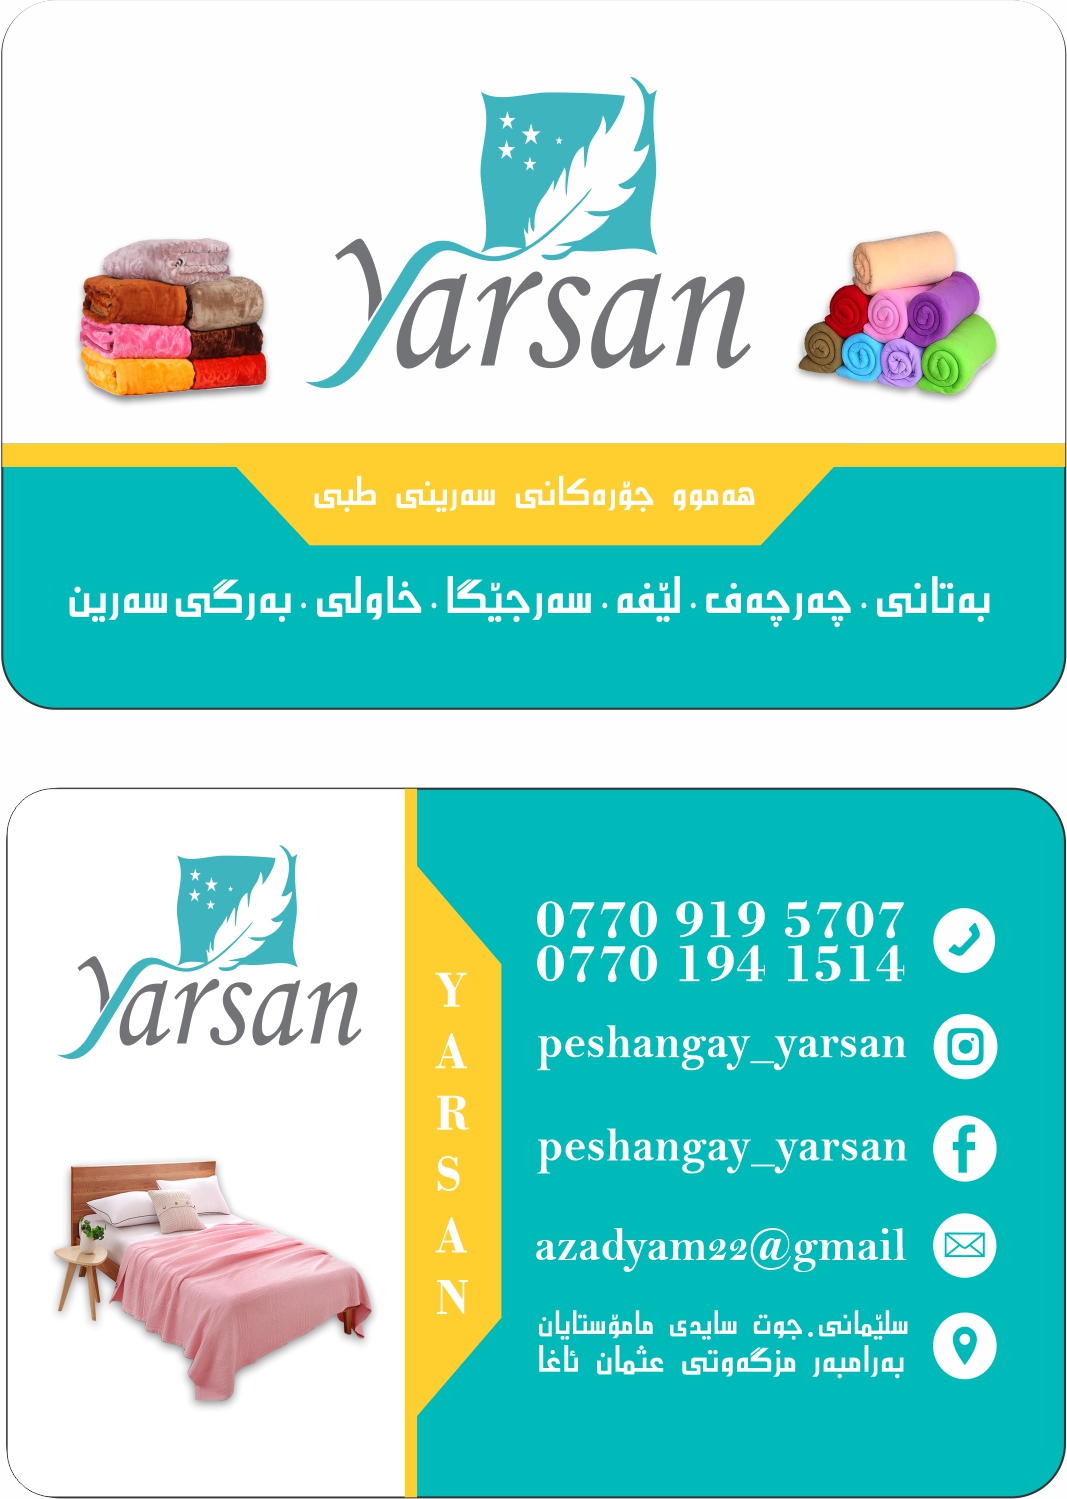 Yarsan
هەموو جۆرەکانی سەرینی طبی
بەتانی . چەرچەف . لێفە . سەرجێگا . خاولی . بەرگی سەرین
Yarsan
YARSAN
0770 919 5707
0770 194 1514
peshangay_yarsan
peshangay_yarsan
azadyam22@gmail
سلێمانی.جوت سایدی مامۆستایان
بەرامبەر مزگەوتی عثمان ئاغا